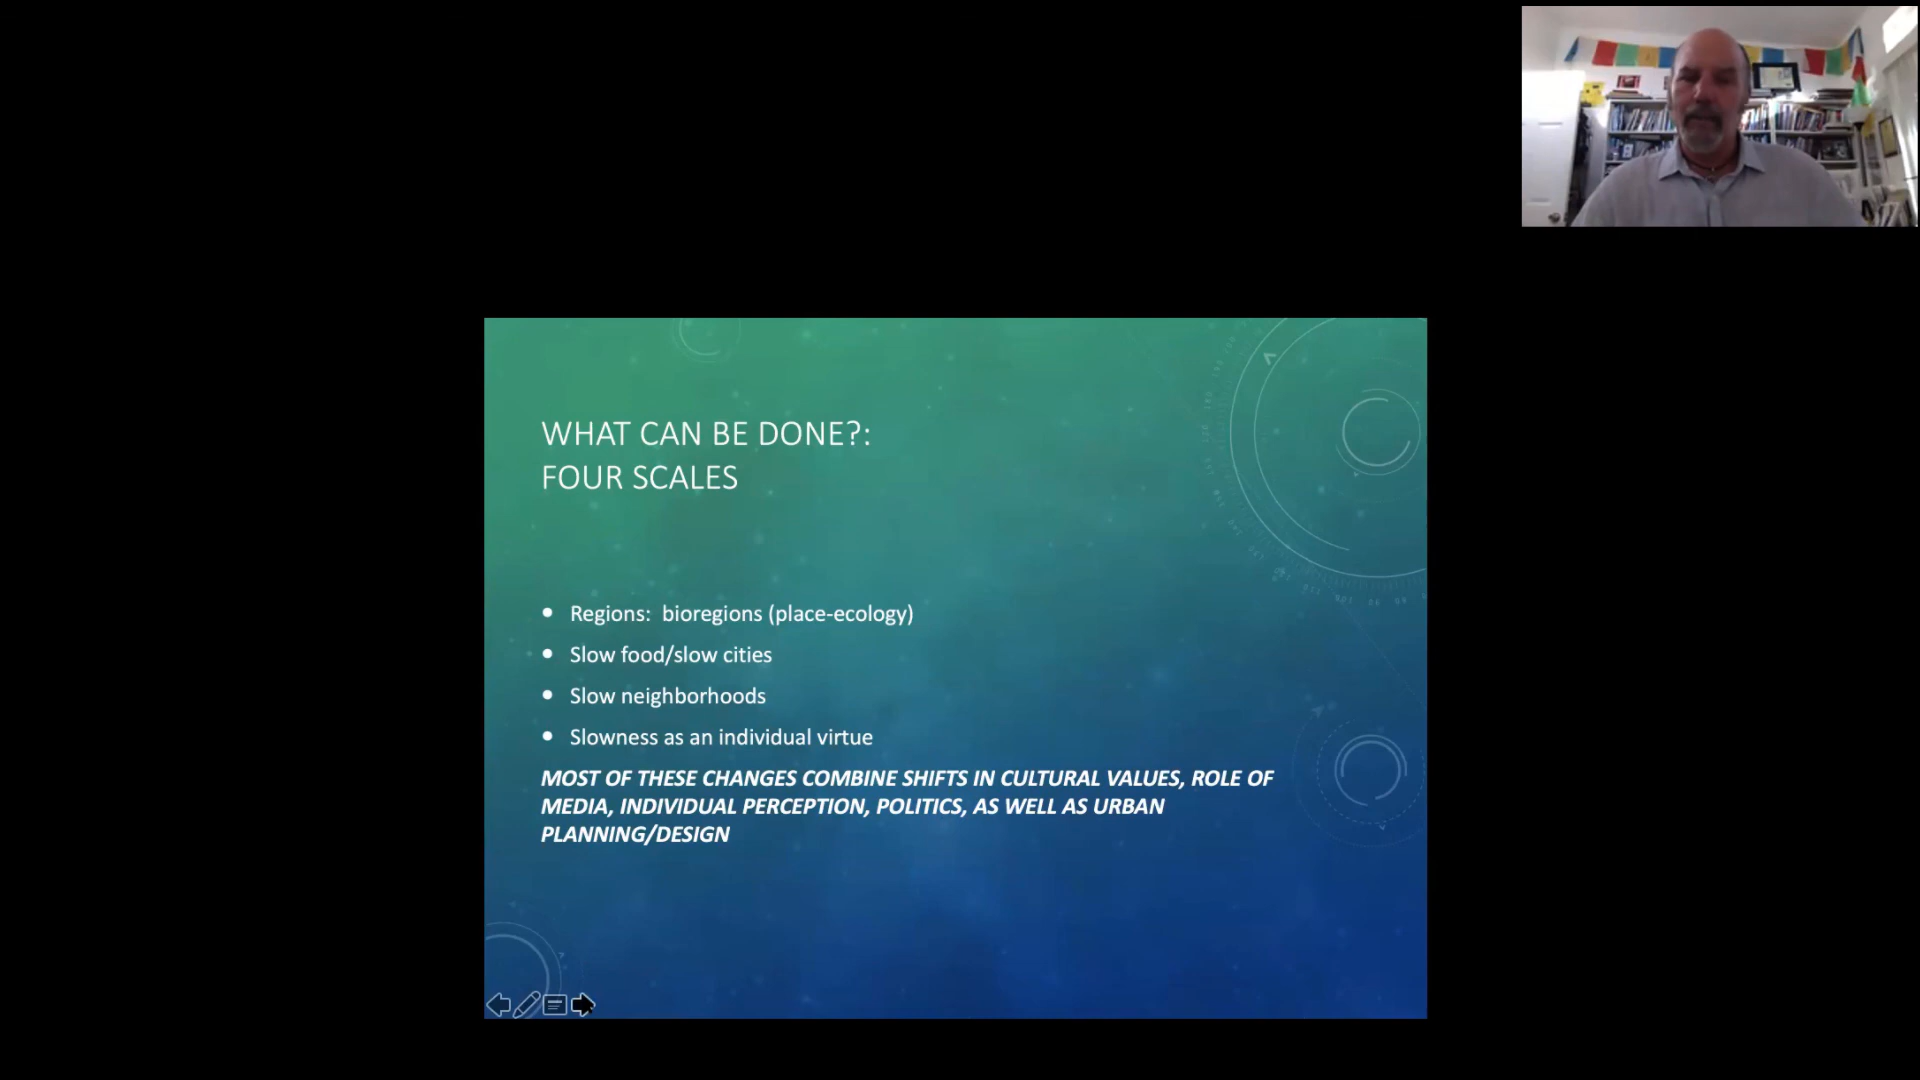 WHAT CAN BE DONE?:
FOUR SCALES
• Regions:  bioregions (place-ecology)
• Slow food/slow cities
• Slow neighborhoods
• Slowness as an individual virtue
MOST OF THESE CHANGES COMBINE SHIFTS IN CULTURAL VALUES, ROLE OF
MEDIA, INDIVIDUAL PERCEPTION, POLITICS, AS WELL AS URBAN
PLANNING/DESIGN